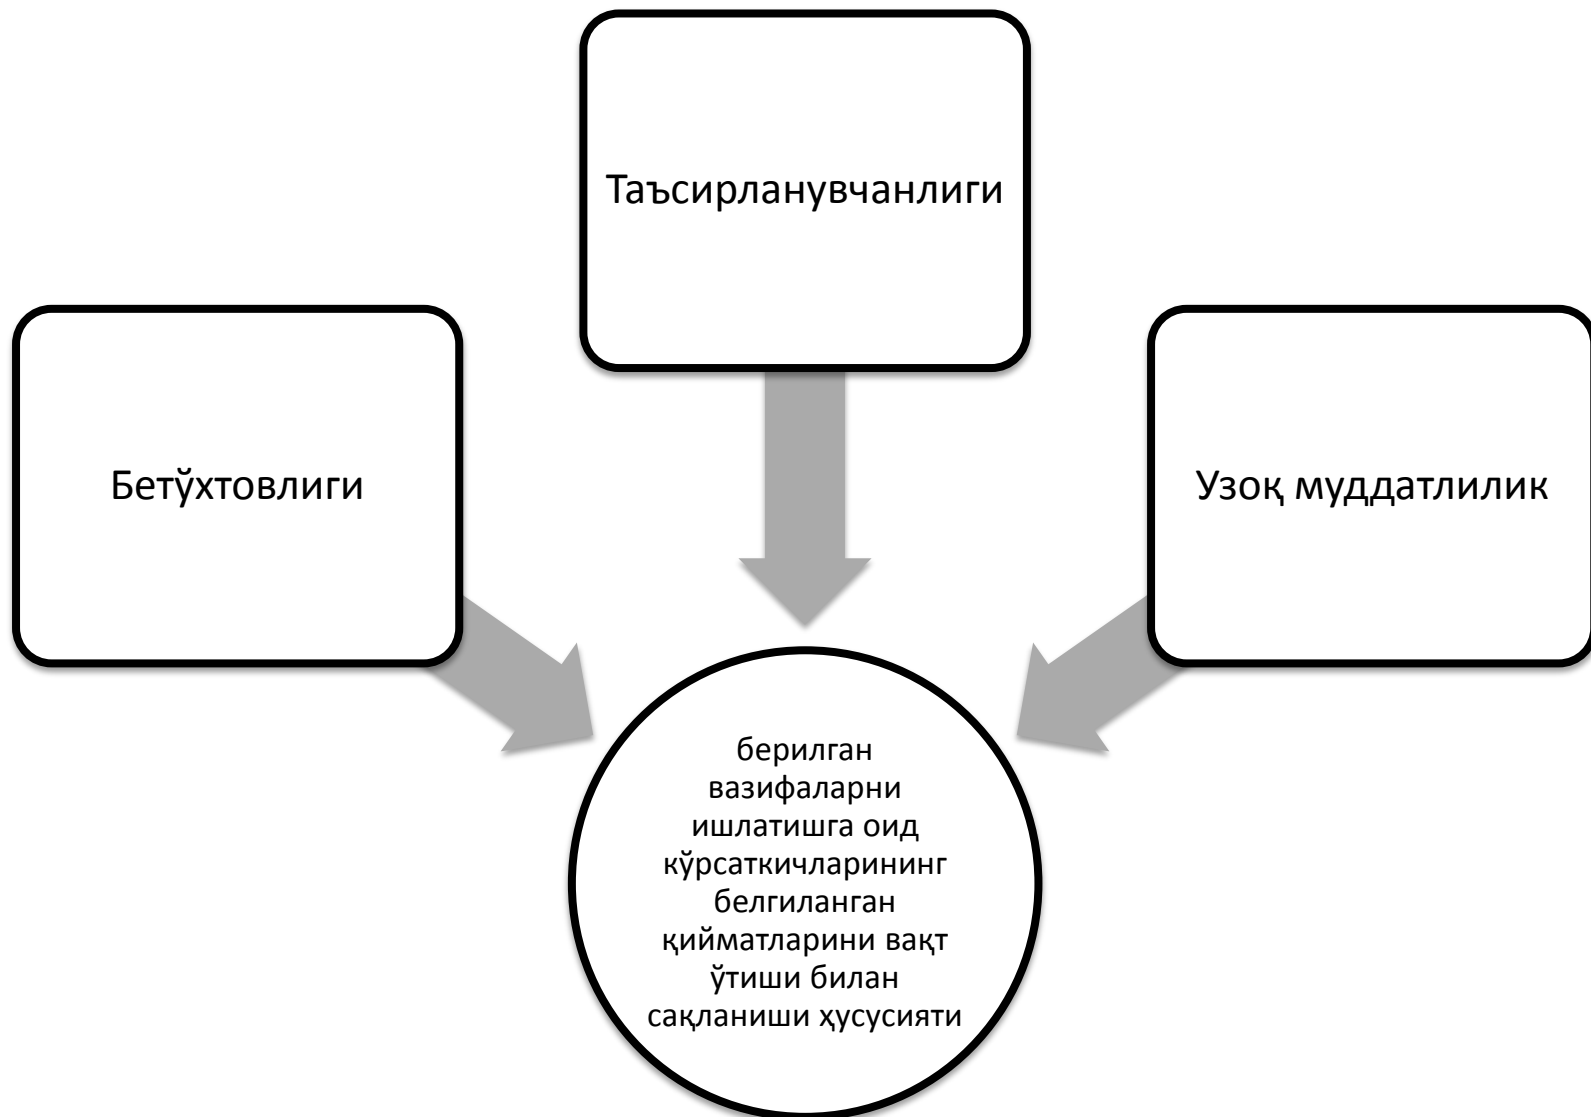 Таъсирланувчанлиги
Бетўхтовлиги
Узоқ муддатлилик
берилган
вазифаларни
ишлатишга оид
кўрсаткичларининг
белгиланган
қийматларини вақт
ўтиши билан
сақланиши ҳусусияти